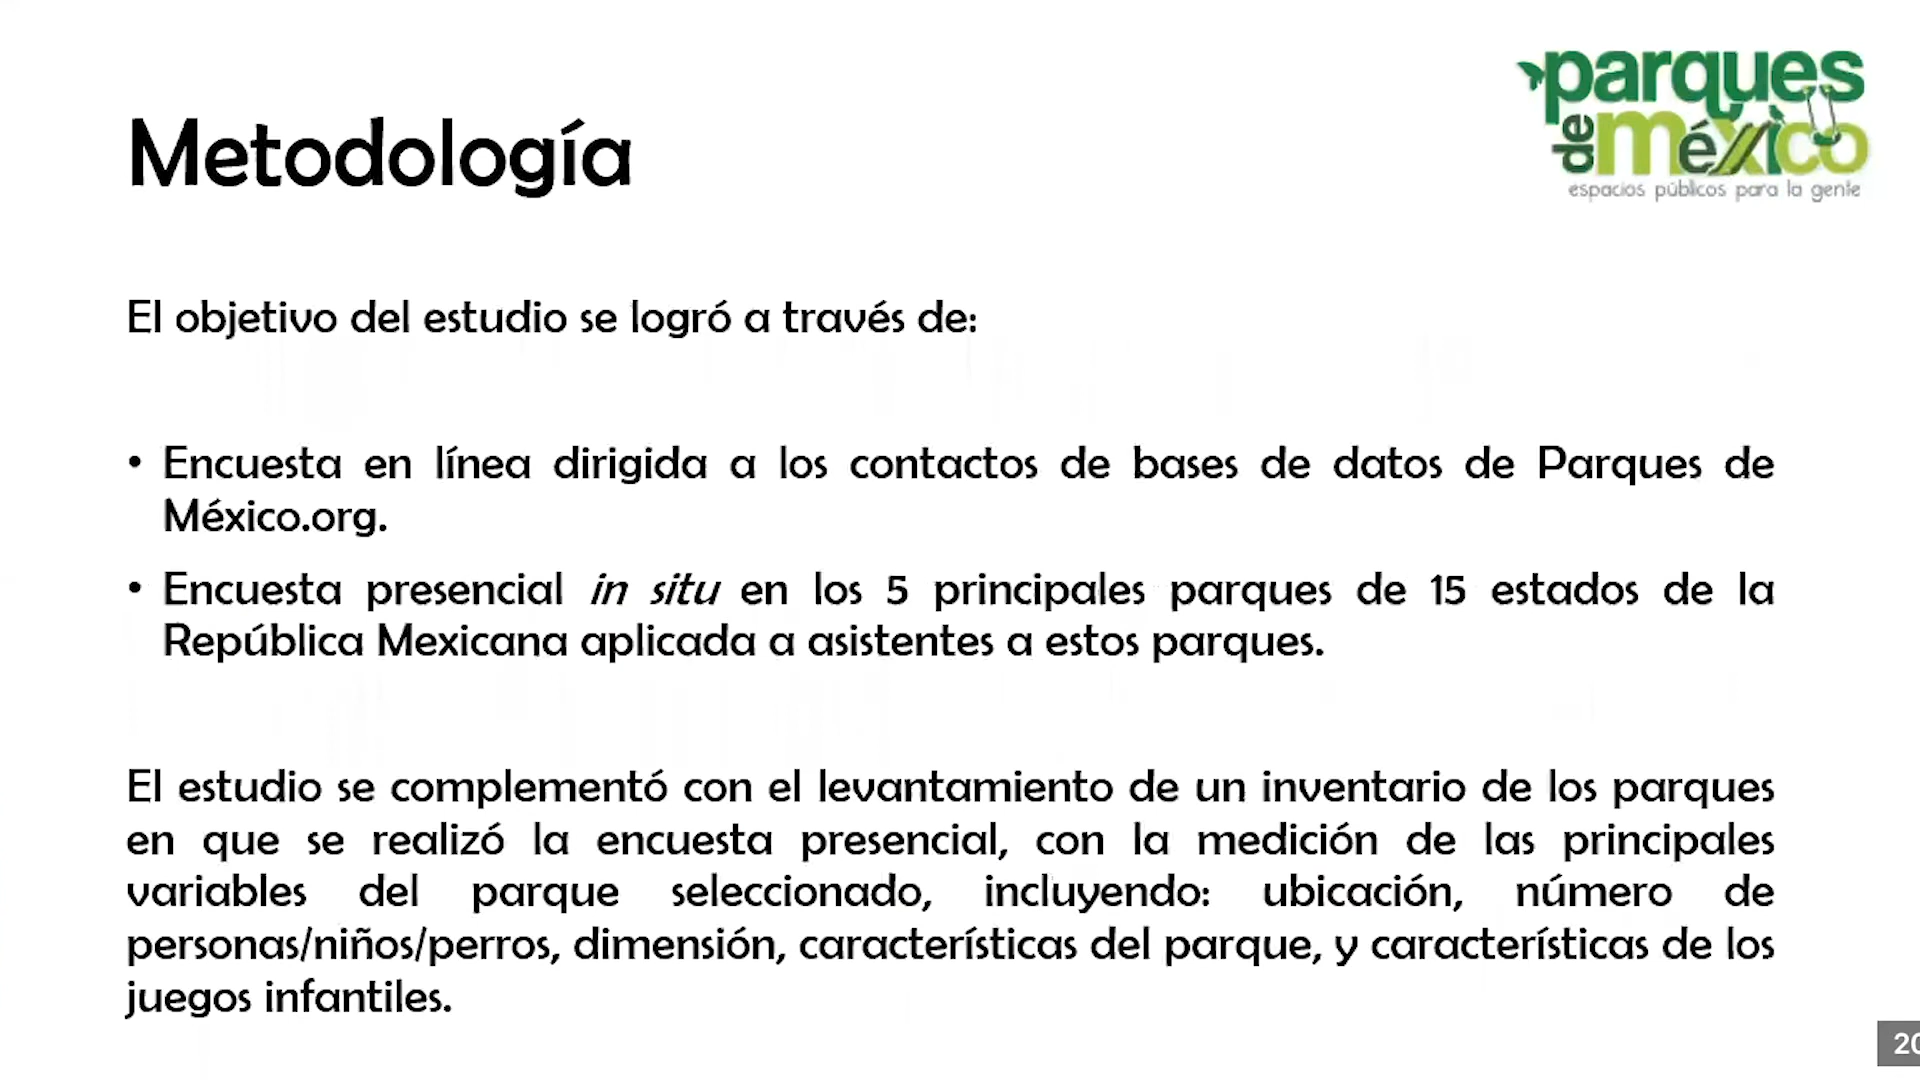 parques
de méxico
espacios públicos para la gente
Metodología
El objetivo del estudio se logró a través de:
• Encuesta en línea dirigida a los contactos de bases de datos de Parques de
México.org.
• Encuesta presencial in situ en los 5 principales parques de 15 estados de la
República Mexicana aplicada a asistentes a estos parques.
El estudio se complementó con el levantamiento de un inventario de los parques
en que se realizó la encuesta presencial, con la medición de las principales
variables del parque seleccionado, incluyendo: ubicación, número de
personas/niños/perros, dimensión, características del parque, y características de los
juegos infantiles.